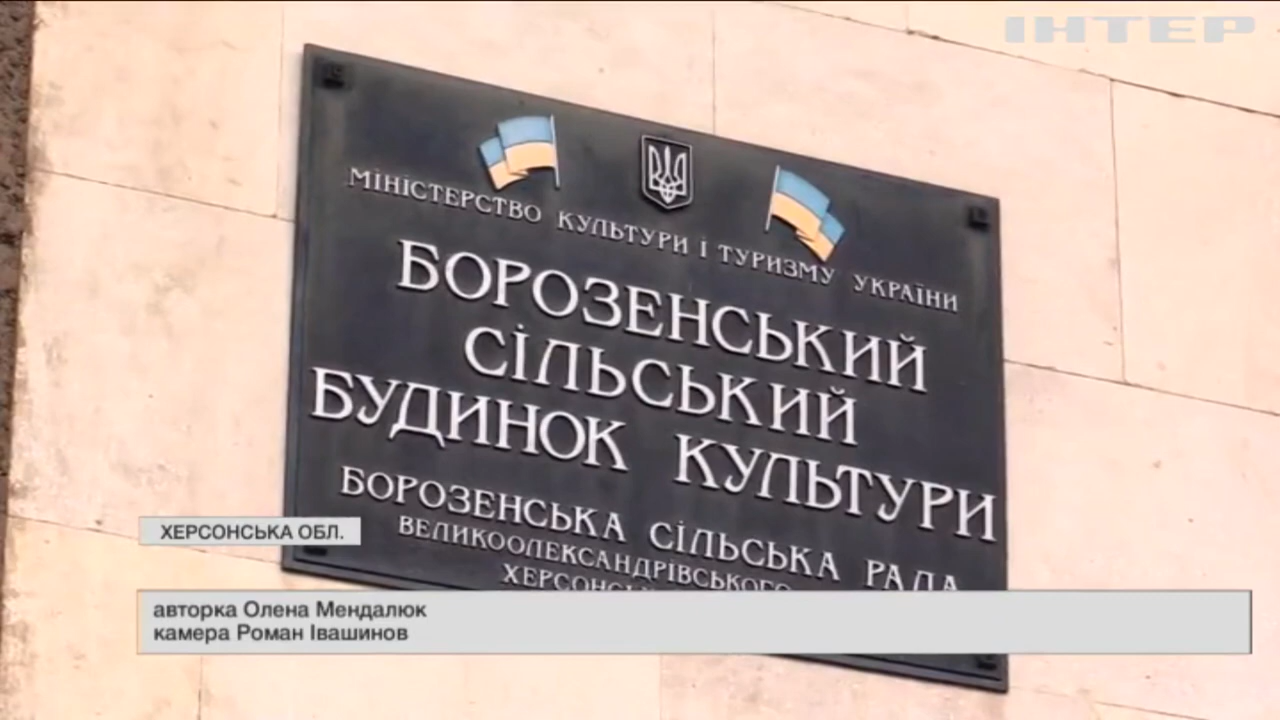 ІНТЕР
МІНІСТЕРСТВО КУЛЬТУРИ І ТУРИЗМУ УКРАЇНИ
БОРОЗЕНСЬКИЙ
СІЛЬСЬКИЙ
БУДИНОК КУЛЬТУРИ
БОРОЗЕНСЬКА СІЛЬСЬКА РАДА
ВЕЛИКООЛЕКСАНДРІВСЬКОГО
ХЕРСОНСЬКА ОБЛ.
авторка Олена Мендалюк
камера Роман Івашинов